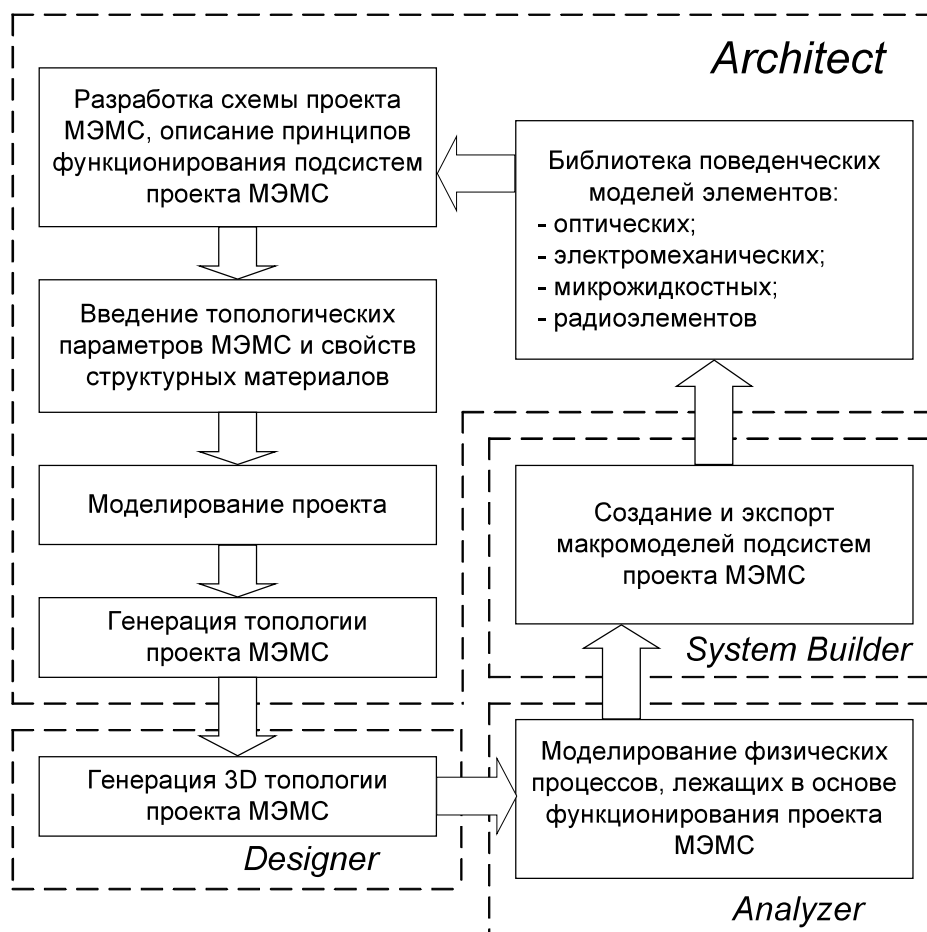 Architect
Разработка схемы проекта
МЭМС, описание принципов
функционирования подсистем
проекта МЭМС
Библиотека поведенческих
моделей элементов:
- оптических;
- электромеханических;
- микрожидкостных;
- радиоэлементов
Введение топологических
параметров МЭМС и свойств
структурных материалов
Моделирование проекта
Создание и экспорт
макромоделей подсистем
проекта МЭМС
System Builder
Генерация топологии
проекта МЭМС
Генерация 3D топологии
проекта МЭМС
Designer
Моделирование физических
процессов, лежащих в основе
функционирования проекта
МЭМС
Analyzer